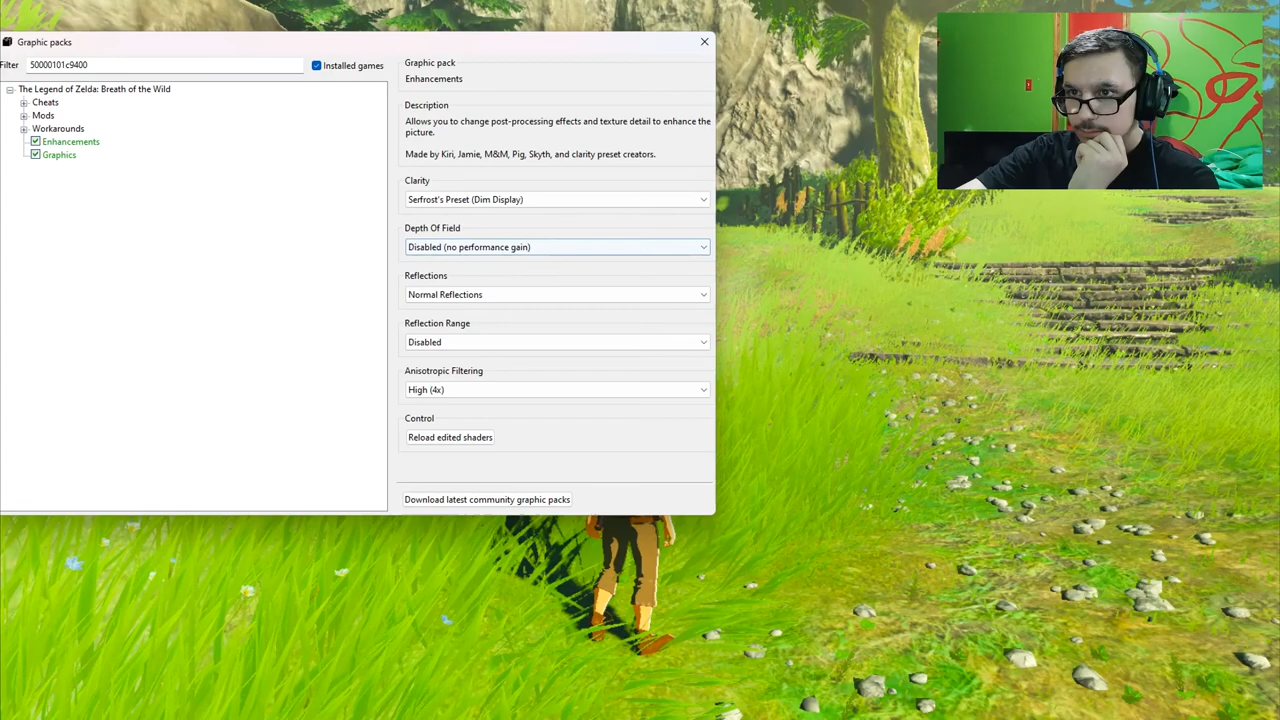 Graphic packs
Filter 50000101c9400 Installed games
The Legend of Zelda: Breath of the Wild
Cheats
Mods
Workarounds
Enhancements
Graphics
Graphic pack
Enhancements
Description
Allows you to change post-processing effects and texture detail to enhance the
picture.
Made by Kiri, Jamie, M&M, Pig, Skyth, and clarity preset creators.
Clarity
Serfrost's Preset (Dim Display)
Depth Of Field
Disabled (no performance gain)
Reflections
Normal Reflections
Reflection Range
Disabled
Anisotropic Filtering
High (4x)
Control
Reload edited shaders
Download latest community graphic packs